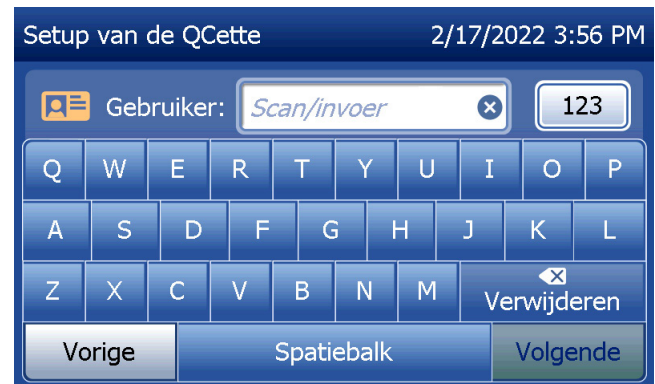 Setup van de QCette 2/17/2022 3:56 PM
Gebruiker: Scan/invoer 123
Q W E R T Y U I O P
A S D F G H J K L
Z X C V B N M Verwijderen
Vorige Spatiebalk Volgende